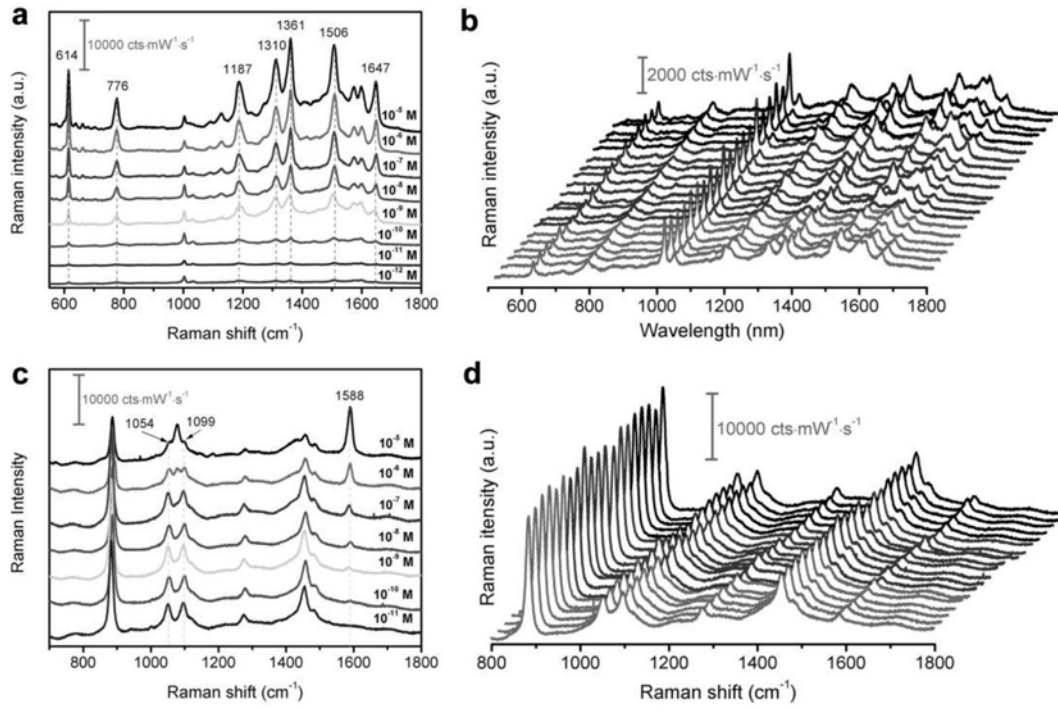 a
10000 cts·mW⁻¹·s⁻¹
614
776
1187
1310
1361
1506
1647
10⁻⁵ M
10⁻⁶ M
10⁻⁷ M
10⁻⁸ M
10⁻⁹ M
10⁻¹⁰ M
10⁻¹¹ M
10⁻¹² M
Raman intensity (a.u.)
600 800 1000 1200 1400 1600 1800
Raman shift (cm⁻¹)
b
2000 cts·mW⁻¹·s⁻¹
Raman intensity (a.u.)
600 800 1000 1200 1400 1600 1800
Wavelength (nm)
c
10000 cts·mW⁻¹·s⁻¹
1054
1099
1588
10⁻⁵ M
10⁻⁶ M
10⁻⁷ M
10⁻⁸ M
10⁻⁹ M
10⁻¹⁰ M
10⁻¹¹ M
Raman Intensity
800 1000 1200 1400 1600 1800
Raman shift (cm⁻¹)
d
10000 cts·mW⁻¹·s⁻¹
Raman itensity (a.u.)
800 1000 1200 1400 1600 1800
Raman shift (cm⁻¹)